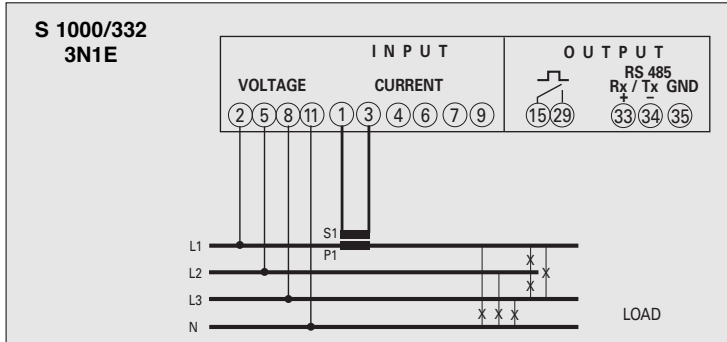 S 1000/332
3N1E
INPUT
OUTPUT
VOLTAGE
CURRENT
RS 485
Rx / Tx GND
+ –
2 5 8 11 1 3 4 6 7 9
15 29
33 34 35
S1
P1
L1
L2
L3
N
X
X
X
X X X
LOAD